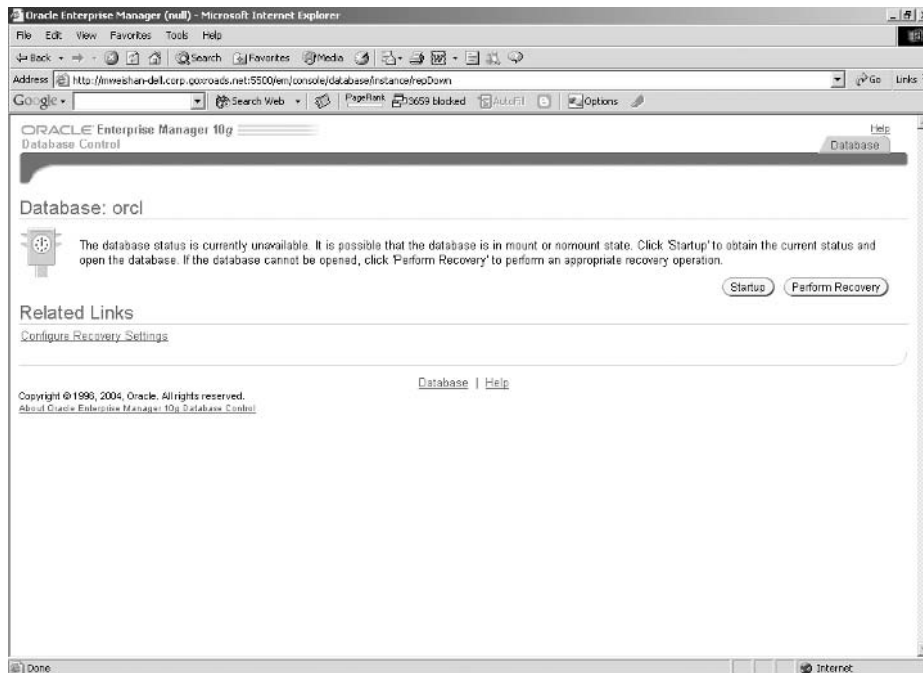 Oracle Enterprise Manager (null) - Microsoft Internet Explorer
File Edit View Favorites Tools Help
Back Search Favorites Media
Address http://mweishan-dell.corp.goxroads.net:5500/em/console/database/instance/repDown Go Links
Google Search Web PageRank 3659 blocked AutoFill Options
ORACLE Enterprise Manager 10g
Database Control
Help
Database
Database: orcl
The database status is currently unavailable. It is possible that the database is in mount or nomount state. Click 'Startup' to obtain the current status and
open the database. If the database cannot be opened, click 'Perform Recovery' to perform an appropriate recovery operation.
Startup Perform Recovery
Related Links
Configure Recovery Settings
Database | Help
Copyright © 1996, 2004, Oracle. All rights reserved.
About Oracle Enterprise Manager 10g Database Control
Done Internet